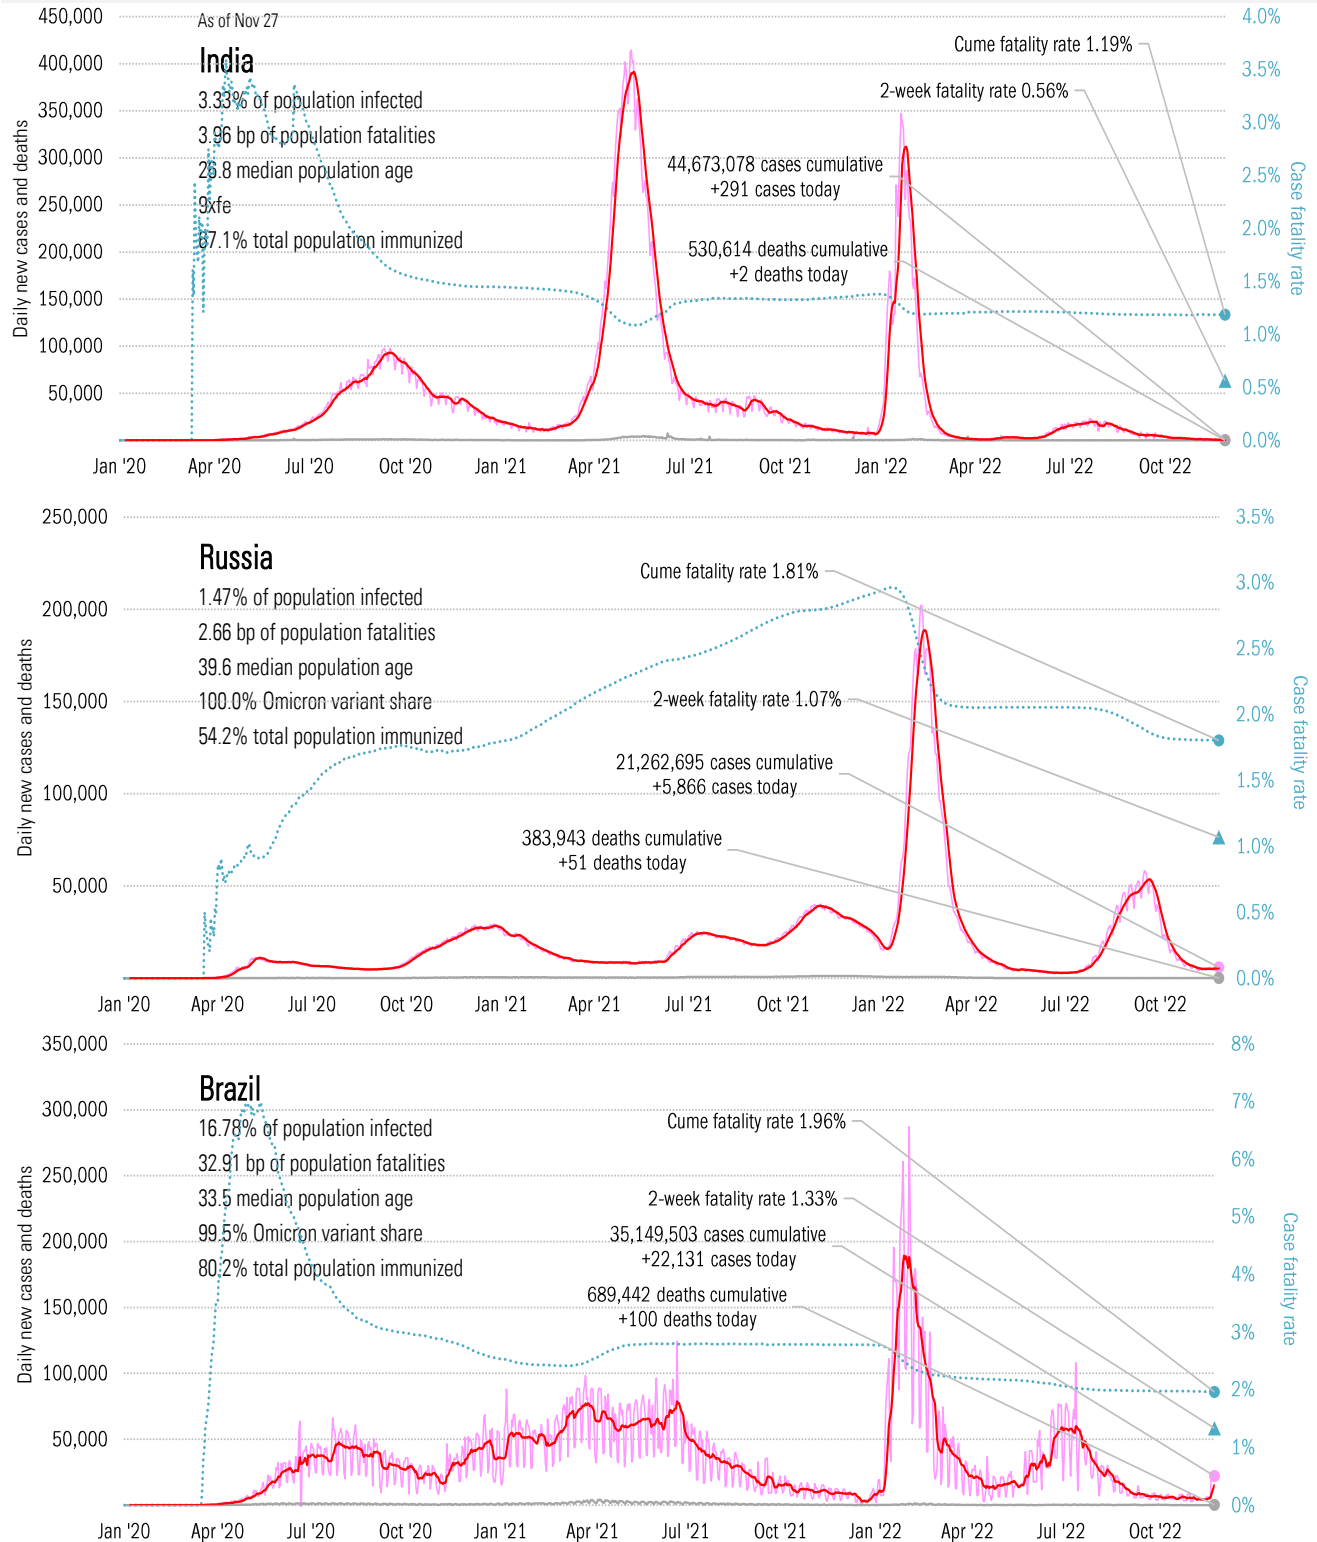 450,000
As of Nov 27
4.0%
India
Cume fatality rate 1.19%
400,000
3.5%
3.33% of population infected
2-week fatality rate 0.56%
350,000
3.0%
3.96 bp of population fatalities
300,000
44,673,078 cases cumulative
+291 cases today
28.8 median population age
2.5%
250,000
9xfe
2.0%
67.1% total population immunized
200,000
530,614 deaths cumulative
+2 deaths today
150,000
1.5%
100,000
1.0%
50,000
0.5%
0.0%
Daily new cases and deaths
Case fatality rate
Jan '20 Apr '20 Jul '20 Oct '20 Jan '21 Apr '21 Jul '21 Oct '21 Jan '22 Apr '22 Jul '22 Oct '22
250,000
3.5%
Russia
Cume fatality rate 1.81%
3.0%
1.47% of population infected
200,000
2.66 bp of population fatalities
2.5%
39.6 median population age
150,000
100.0% Omicron variant share
2-week fatality rate 1.07%
2.0%
54.2% total population immunized
21,262,695 cases cumulative
+5,866 cases today
1.5%
100,000
383,943 deaths cumulative
+51 deaths today
1.0%
50,000
0.5%
0.0%
Daily new cases and deaths
Case fatality rate
Jan '20 Apr '20 Jul '20 Oct '20 Jan '21 Apr '21 Jul '21 Oct '21 Jan '22 Apr '22 Jul '22 Oct '22
350,000
8%
Brazil
7%
300,000
Cume fatality rate 1.96%
16.78% of population infected
6%
32.91 bp of population fatalities
250,000
33.5 median population age
2-week fatality rate 1.33%
5%
99.5% Omicron variant share
200,000
35,149,503 cases cumulative
+22,131 cases today
80.2% total population immunized
4%
150,000
689,442 deaths cumulative
+100 deaths today
3%
100,000
2%
50,000
1%
0%
Daily new cases and deaths
Case fatality rate
Jan '20 Apr '20 Jul '20 Oct '20 Jan '21 Apr '21 Jul '21 Oct '21 Jan '22 Apr '22 Jul '22 Oct '22